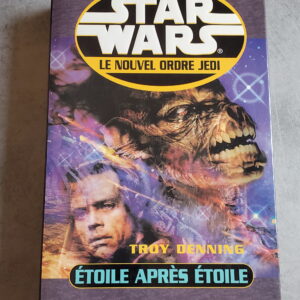 STAR
WARS®
LE NOUVEL ORDRE JEDI
TROY DENNING
ÉTOILE APRÈS ÉTOILE